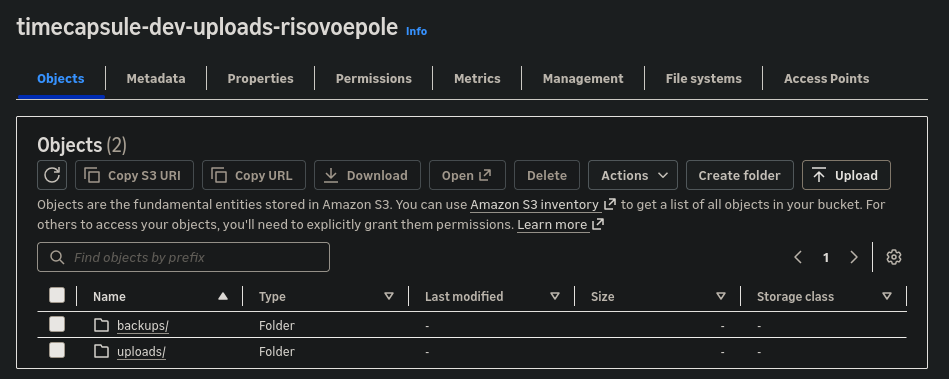 timecapsule-dev-uploads-risovoepole Info
Objects Metadata Properties Permissions Metrics Management File systems Access Points
Objects (2)
Copy S3 URI Copy URL Download Open Delete Actions Create folder Upload
Objects are the fundamental entities stored in Amazon S3. You can use Amazon S3 inventory to get a list of all objects in your bucket. For
others to access your objects, you'll need to explicitly grant them permissions. Learn more
Find objects by prefix 1
Name Type Last modified Size Storage class
backups/ Folder - - -
uploads/ Folder - - -